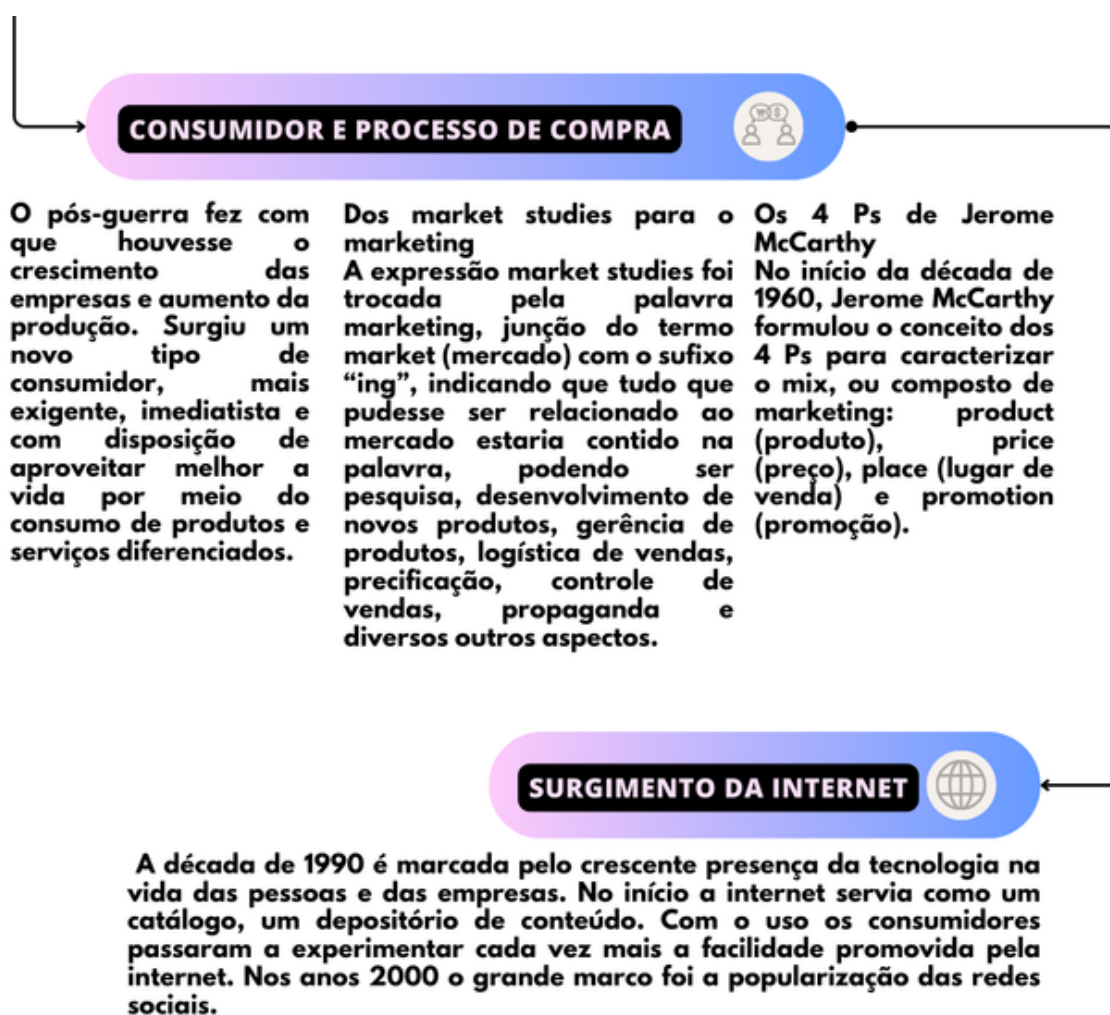 CONSUMIDOR E PROCESSO DE COMPRA
O pós-guerra fez com
que houvesse o
crescimento das
empresas e aumento da
produção. Surgiu um
novo tipo de
consumidor, mais
exigente, imediatista e
com disposição de
aproveitar melhor a
vida por meio do
consumo de produtos e
serviços diferenciados.
Dos market studies para o
marketing
A expressão market studies foi
trocada pela palavra
marketing, junção do termo
market (mercado) com o sufixo
“ing”, indicando que tudo que
pudesse ser relacionado ao
mercado estaria contido na
palavra, podendo ser
pesquisa, desenvolvimento de
novos produtos, gerência de
produtos, logística de vendas,
precificação, controle de
vendas, propaganda e
diversos outros aspectos.
Os 4 Ps de Jerome
McCarthy
No início da década de
1960, Jerome McCarthy
formulou o conceito dos
4 Ps para caracterizar
o mix, ou composto de
marketing: product
(produto), price
(preço), place (lugar de
venda) e promotion
(promoção).
SURGIMENTO DA INTERNET
A década de 1990 é marcada pelo crescente presença da tecnologia na
vida das pessoas e das empresas. No início a internet servia como um
catálogo, um depositório de conteúdo. Com o uso os consumidores
passaram a experimentar cada vez mais a facilidade promovida pela
internet. Nos anos 2000 o grande marco foi a popularização das redes
sociais.